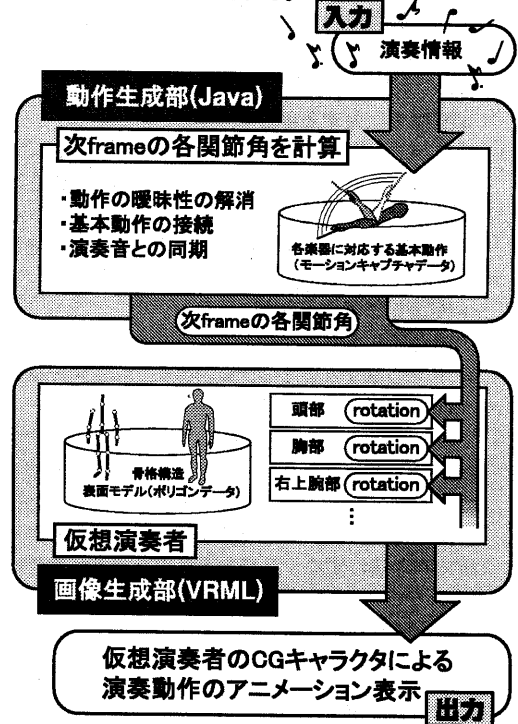 入力
演奏情報
動作生成部(Java)
次frameの各関節角を計算
・動作の曖昧性の解消
・基本動作の接続
・演奏音との同期
各楽器に対応する基本動作
(モーションキャプチャデータ)
次frameの各関節角
頭部 rotation
胸部 rotation
右上腕部 rotation
⋮
骨格構造
表面モデル(ポリゴンデータ)
仮想演奏者
画像生成部(VRML)
仮想演奏者のCGキャラクタによる
演奏動作のアニメーション表示
出力